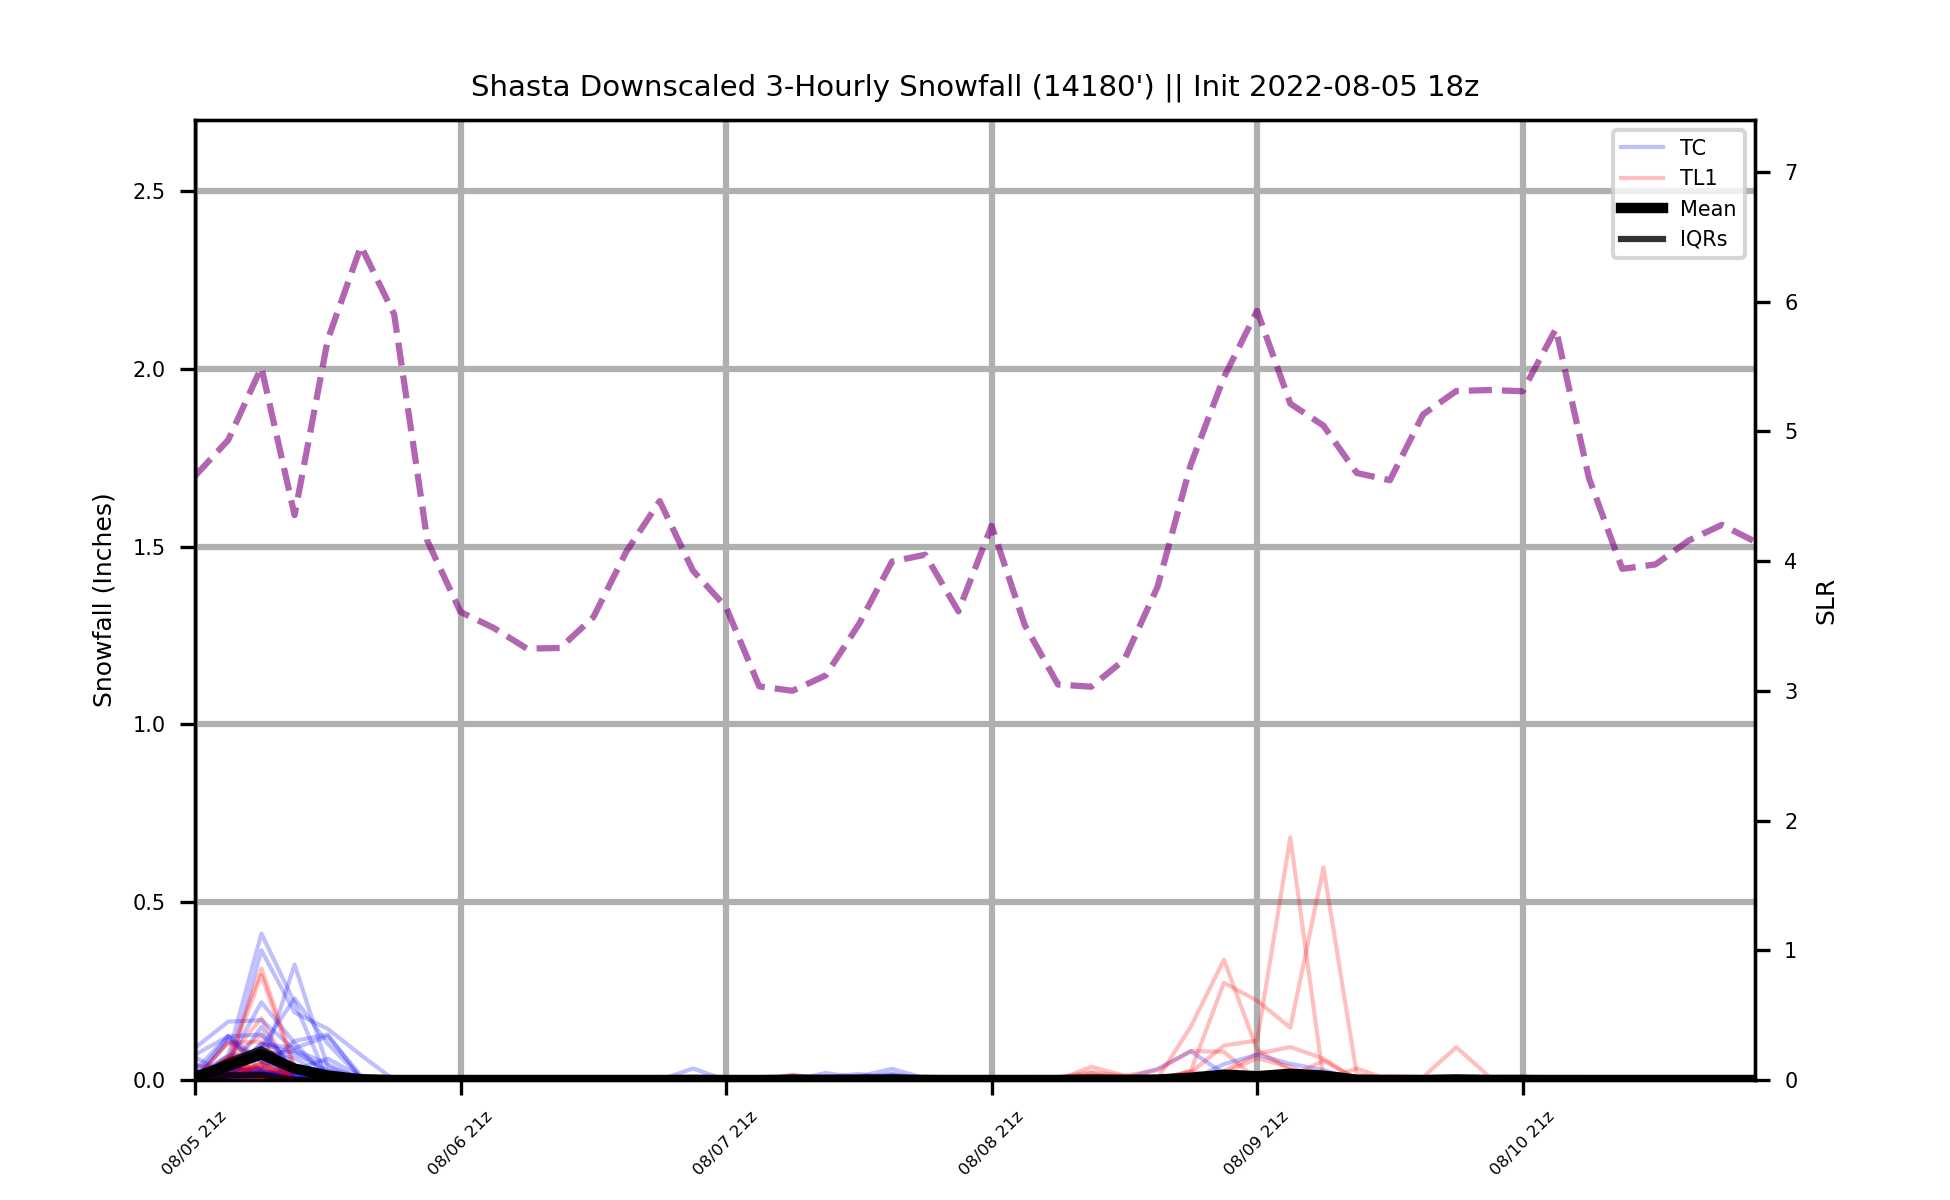 Shasta Downscaled 3-Hourly Snowfall (14180') || Init 2022-08-05 18z
TC
TL1
Mean
IQRs
2.5
2.0
1.5
1.0
0.5
0.0
Snowfall (Inches)
7
6
5
4
3
2
1
0
SLR
08/05 21z
08/06 21z
08/07 21z
08/08 21z
08/09 21z
08/10 21z